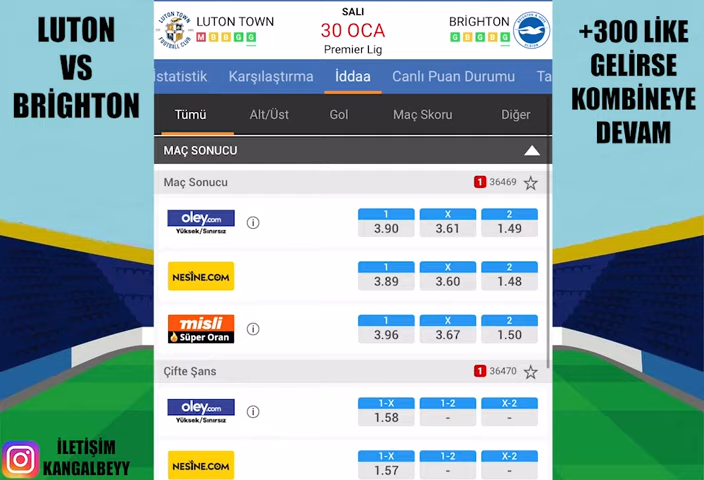 LUTON
VS
BRİGHTON
LUTON TOWN
M B B G G
SALI
30 OCA
Premier Lig
BRIGHTON
G B G G G
+300 LİKE
GELİRSE
KOMBİNEYE
DEVAM
istatistik Karşılaştırma İddaa Canlı Puan Durumu Ta
Tümü Alt/Üst Gol Maç Skoru Diğer
MAÇ SONUCU
Maç Sonucu 1 36469
oley.com
Yüksek/Sınırsız
i
1 X 2
3.90 3.61 1.49
NESİNE.COM
1 X 2
3.89 3.60 1.48
misli
Süper Oran
i
1 X 2
3.96 3.67 1.50
Çifte Şans 1 36470
oley.com
Yüksek/Sınırsız
i
1-X 1-2 X-2
1.58 - -
NESİNE.COM
1-X 1-2 X-2
1.57 - -
İLETİŞİM
KANGALBEYY